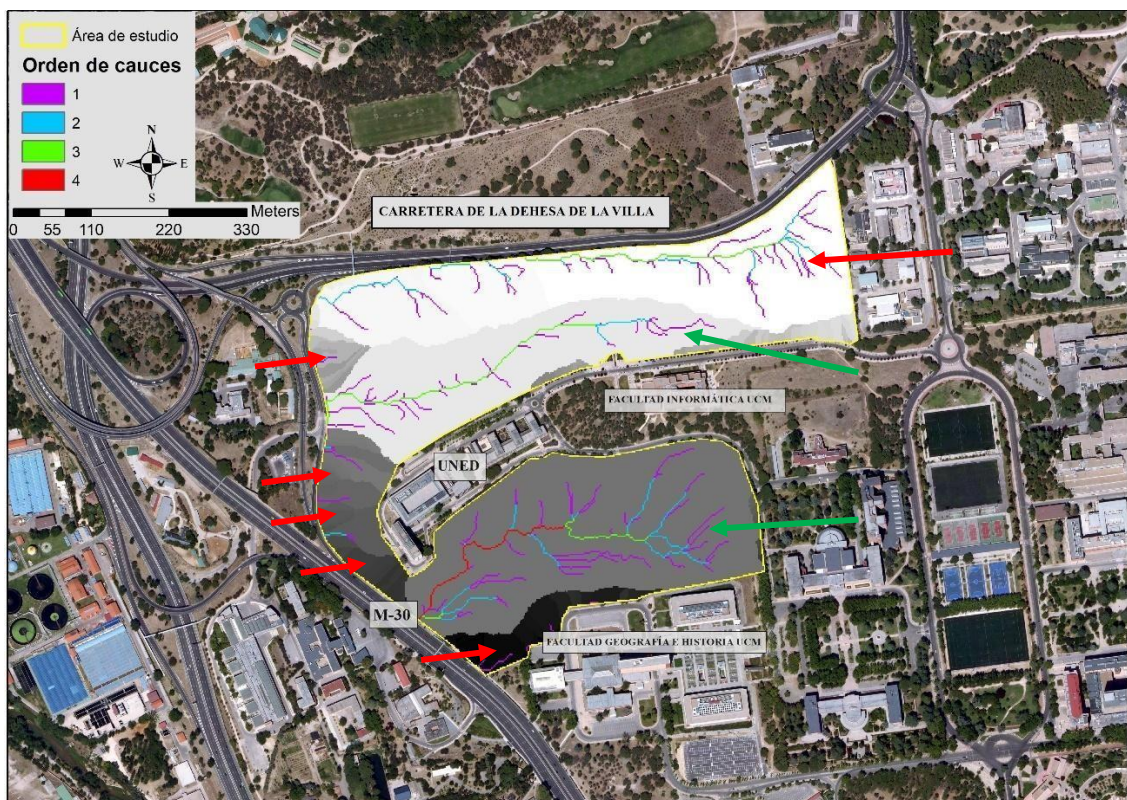 Área de estudio
Orden de cauces
1
2
3
4
N
W E
S
Meters
0 55 110 220 330
CARRETERA DE LA DEHESA DE LA VILLA
FACULTAD INFORMÁTICA UCM
UNED
M-30
FACULTAD GEOGRAFÍA E HISTORIA UCM